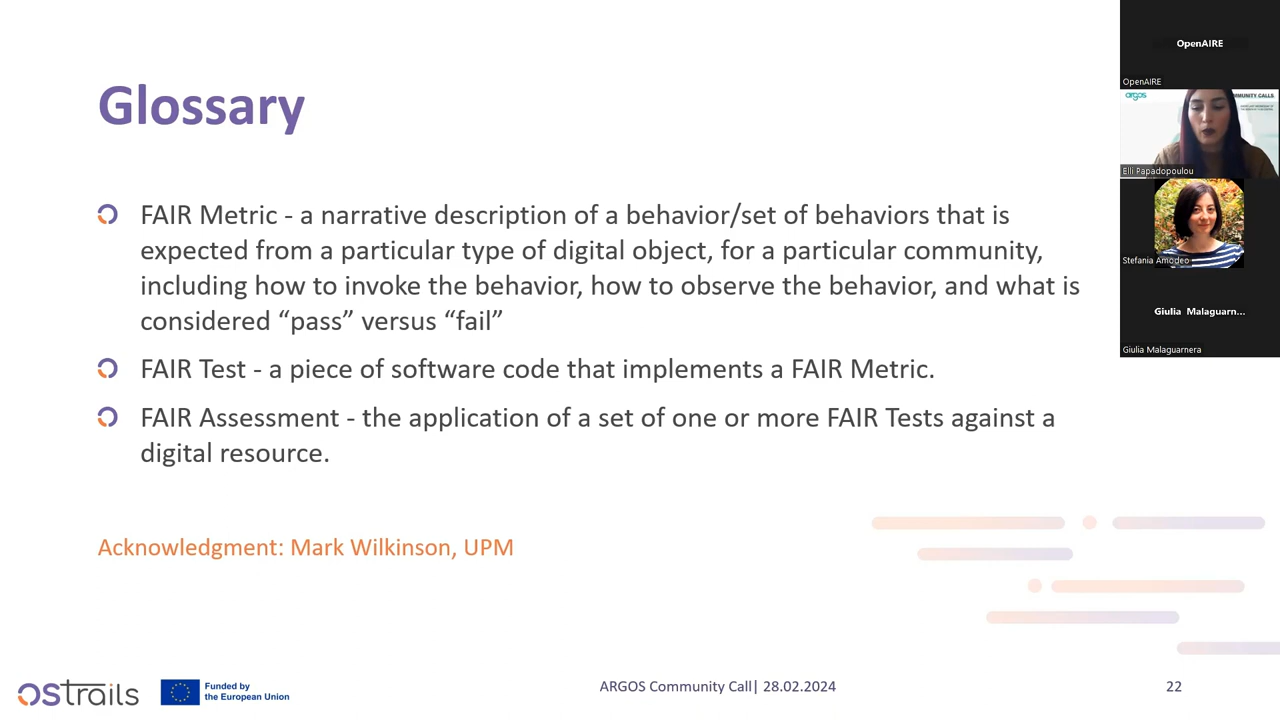 Glossary
FAIR Metric - a narrative description of a behavior/set of behaviors that is
expected from a particular type of digital object, for a particular community,
including how to invoke the behavior, how to observe the behavior, and what is
considered “pass” versus “fail”
FAIR Test - a piece of software code that implements a FAIR Metric.
FAIR Assessment - the application of a set of one or more FAIR Tests against a
digital resource.
Acknowledgment: Mark Wilkinson, UPM
ostrails
Funded by
the European Union
ARGOS Community Call| 28.02.2024
22
OpenAIRE
OpenAIRE
argos
MMUNITY CALLS
Elli Papadopoulou
Stefania Amodeo
Giulia Malaguarn...
Giulia Malaguarnera